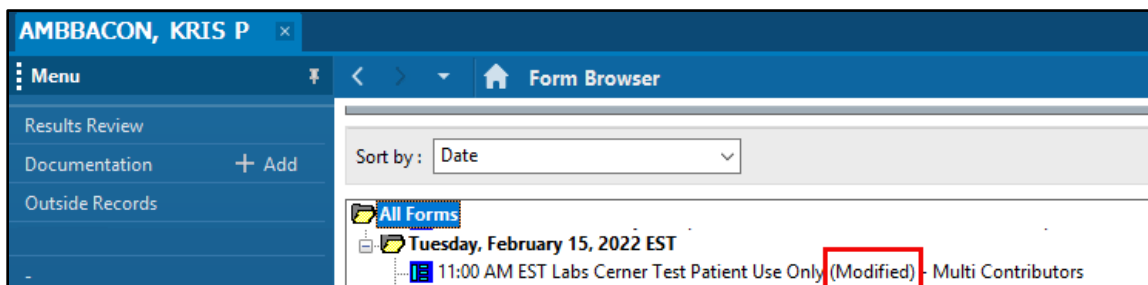 AMBBACON, KRIS P ×
Menu
Form Browser
Results Review
Documentation + Add
Outside Records
Sort by : Date
All Forms
Tuesday, February 15, 2022 EST
11:00 AM EST Labs Cerner Test Patient Use Only (Modified) - Multi Contributors